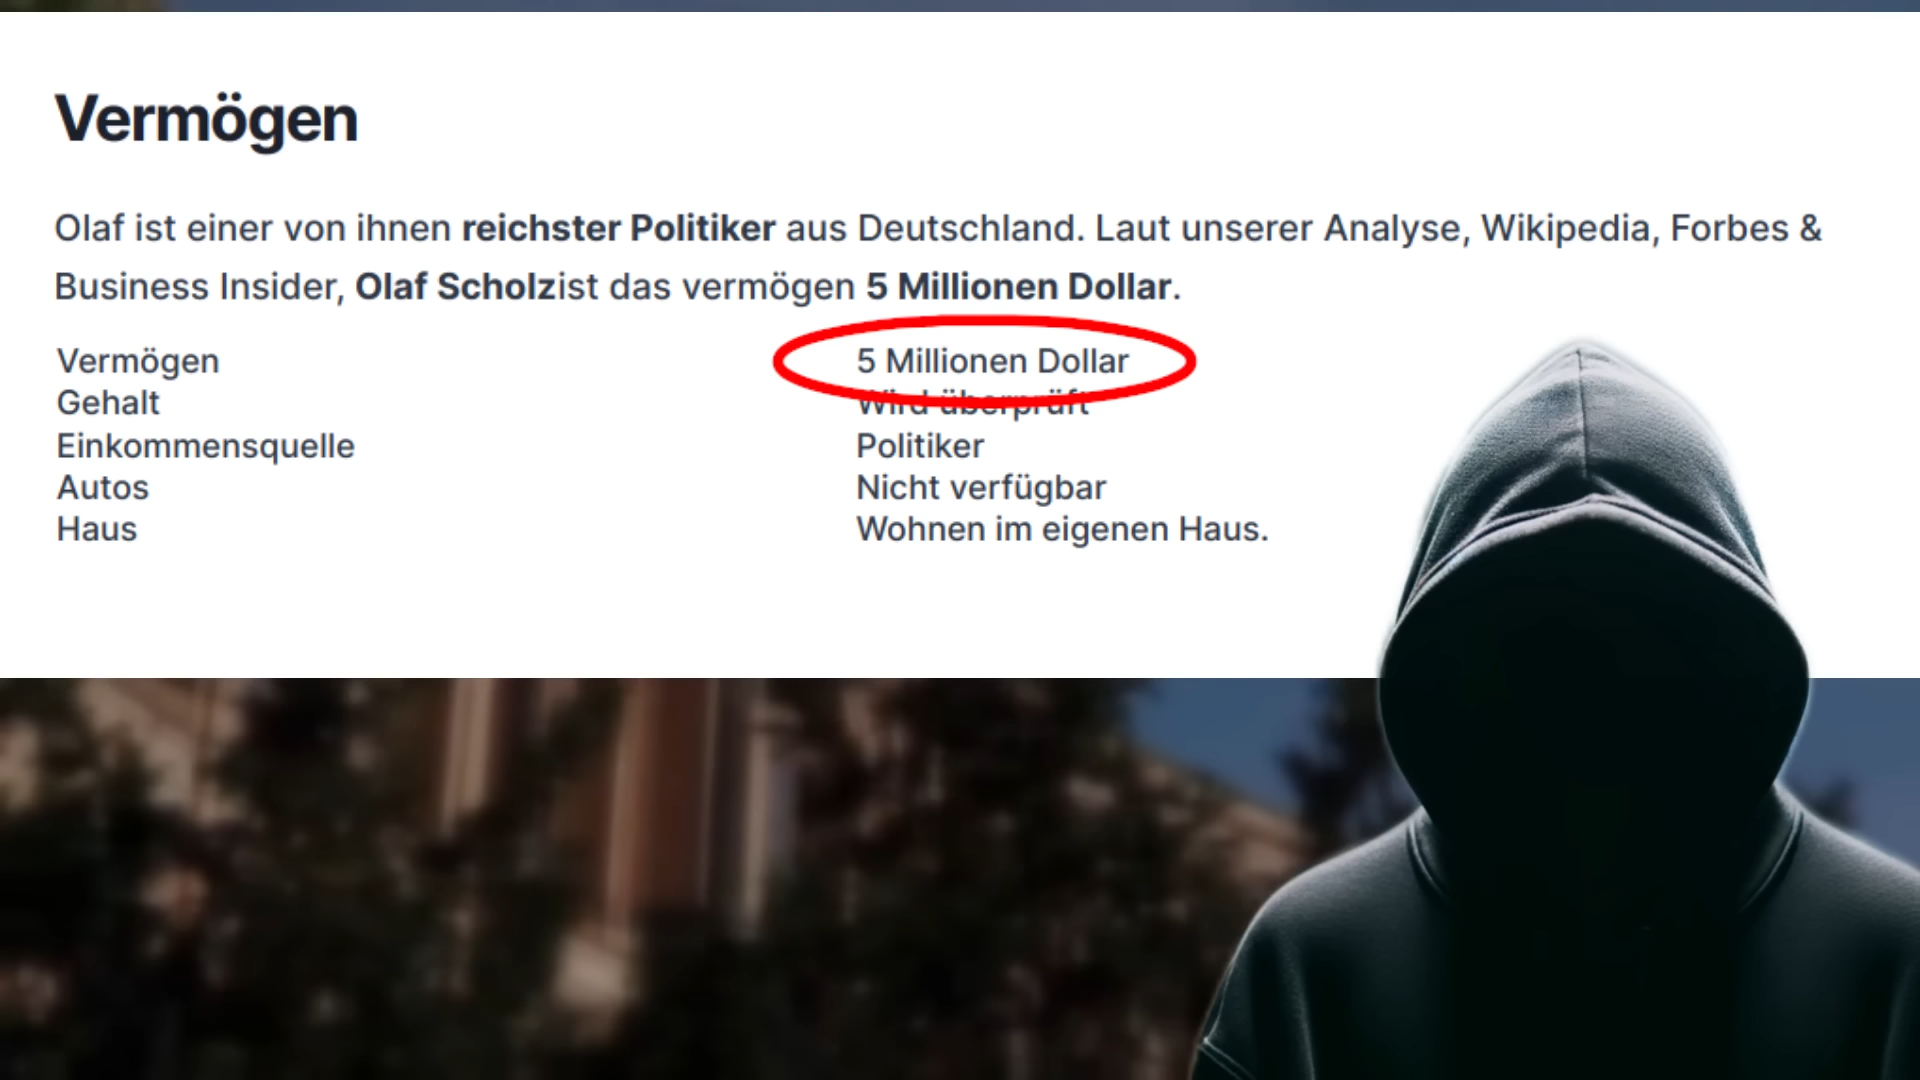 Vermögen
Olaf ist einer von ihnen reichster Politiker aus Deutschland. Laut unserer Analyse, Wikipedia, Forbes &
Business Insider, Olaf Scholzist das vermögen 5 Millionen Dollar.
Vermögen 5 Millionen Dollar
Gehalt Wird überprüft
Einkommensquelle Politiker
Autos Nicht verfügbar
Haus Wohnen im eigenen Haus.